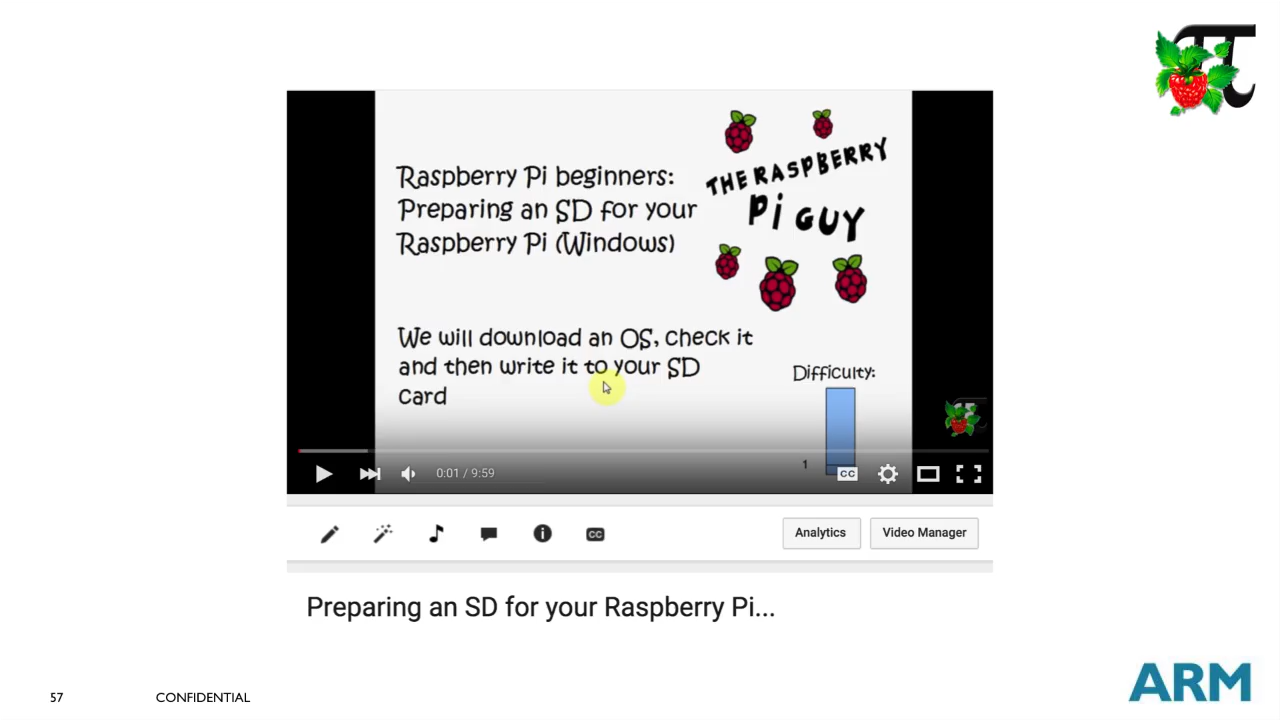 Raspberry Pi beginners:
Preparing an SD for your
Raspberry Pi (Windows)
THE RASPBERRY
Pi GUY
We will download an OS, check it
and then write it to your SD
card
Difficulty:
1
0:01 / 9:59
CC
CC
Analytics
Video Manager
Preparing an SD for your Raspberry Pi...
57
CONFIDENTIAL
ARM
π